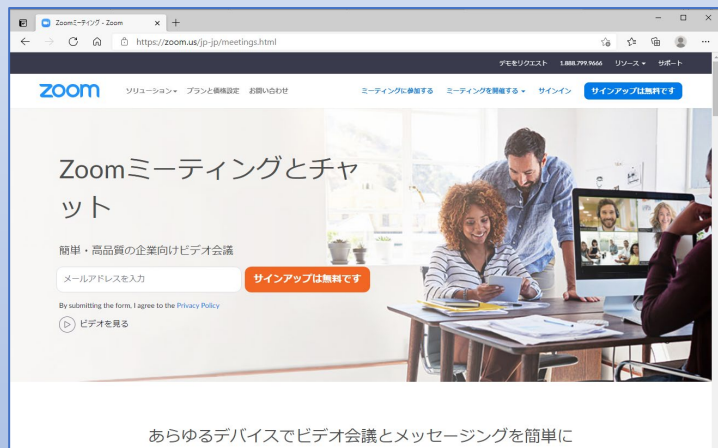 Zoomミーティング - Zoom
https://zoom.us/jp-jp/meetings.html
デモをリクエスト 1.888.799.9666 リソース サポート
zoom ソリューション プランと価格設定 お問い合わせ ミーティングに参加する ミーティングを開催する サインイン サインアップは無料です
Zoomミーティングとチャ
ット
簡単・高品質の企業向けビデオ会議
メールアドレスを入力 サインアップは無料です
By submitting the form, I agree to the Privacy Policy
ビデオを見る
あらゆるデバイスでビデオ会議とメッセージングを簡単に